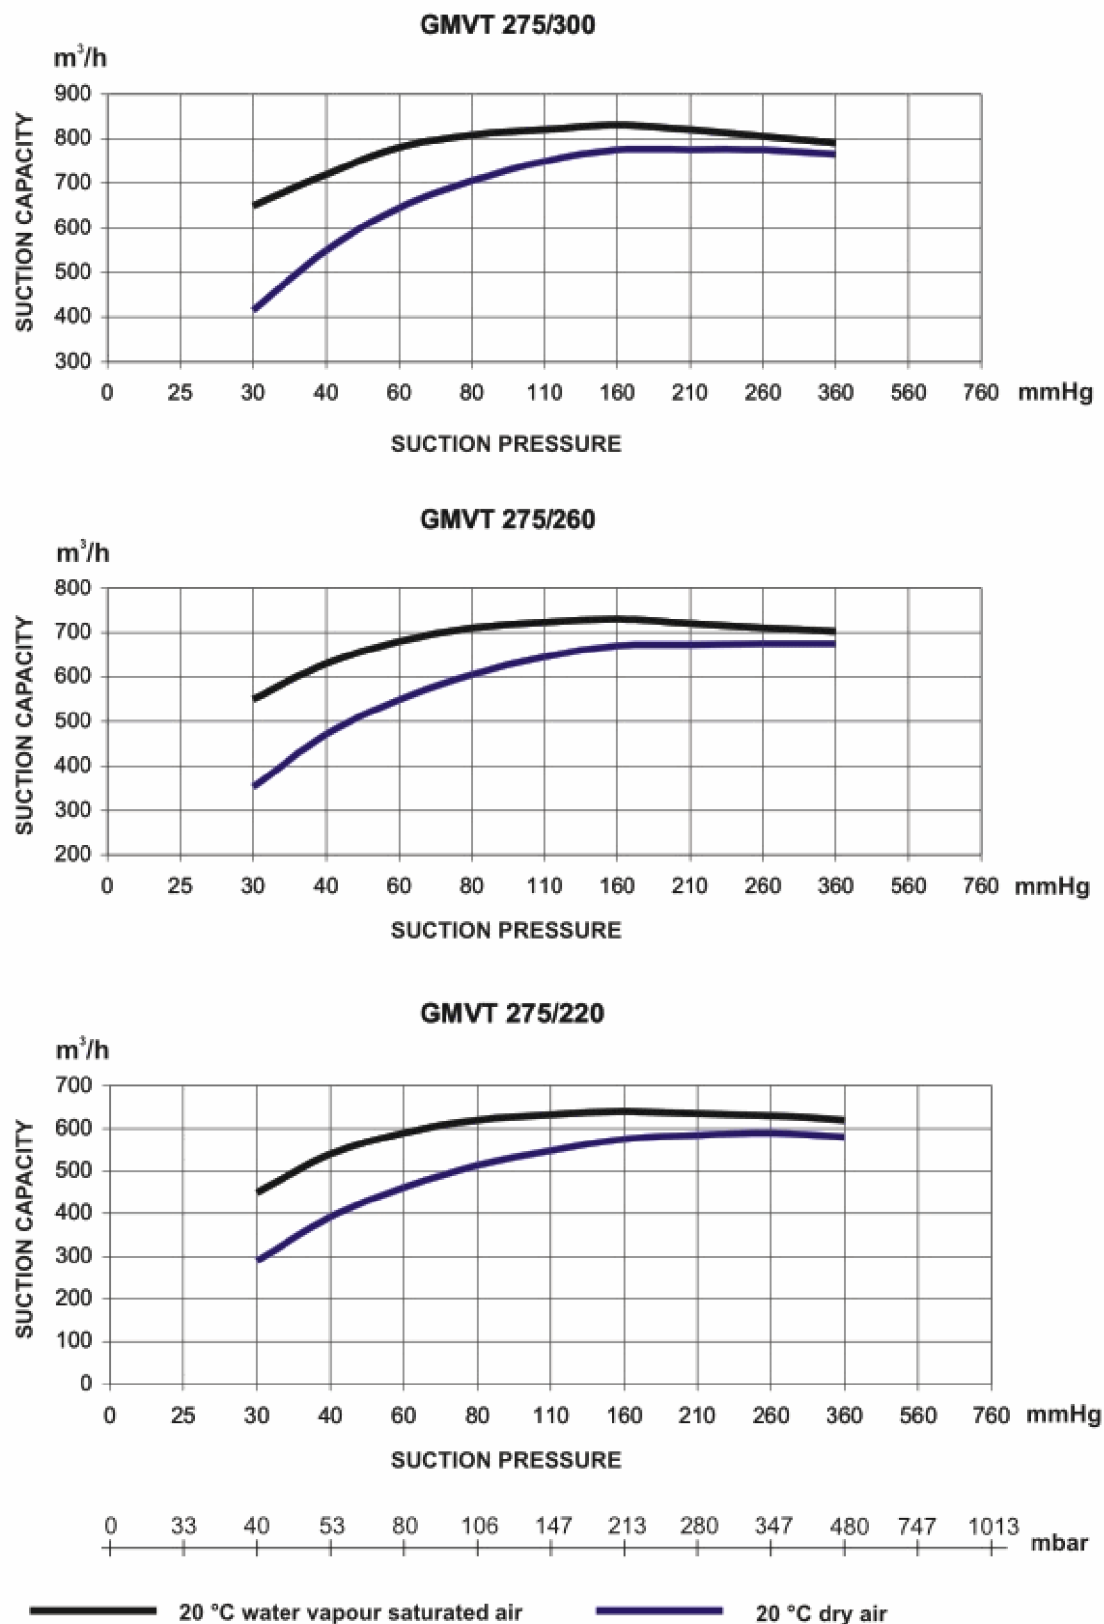 GMVT 275/300
m³/h
900
800
700
600
500
400
300
SUCTION CAPACITY
0 25 30 40 60 80 110 160 210 260 360 560 760 mmHg
SUCTION PRESSURE
GMVT 275/260
m³/h
800
700
600
500
400
300
200
SUCTION CAPACITY
0 25 30 40 60 80 110 160 210 260 360 560 760 mmHg
SUCTION PRESSURE
GMVT 275/220
m³/h
700
600
500
400
300
200
100
0
SUCTION CAPACITY
0 25 30 40 60 80 110 160 210 260 360 560 760 mmHg
SUCTION PRESSURE
0 33 40 53 80 106 147 213 280 347 480 747 1013 mbar
20 °C water vapour saturated air 20 °C dry air